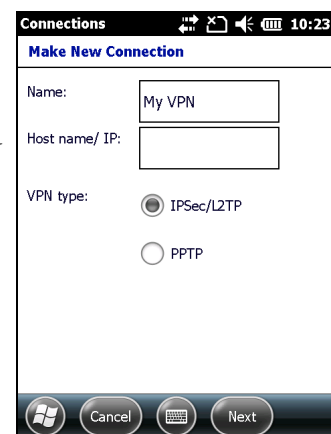 Connections 10:23
Make New Connection
Name: My VPN
Host name/ IP:
VPN type: IPSec/L2TP
PPTP
Cancel Next